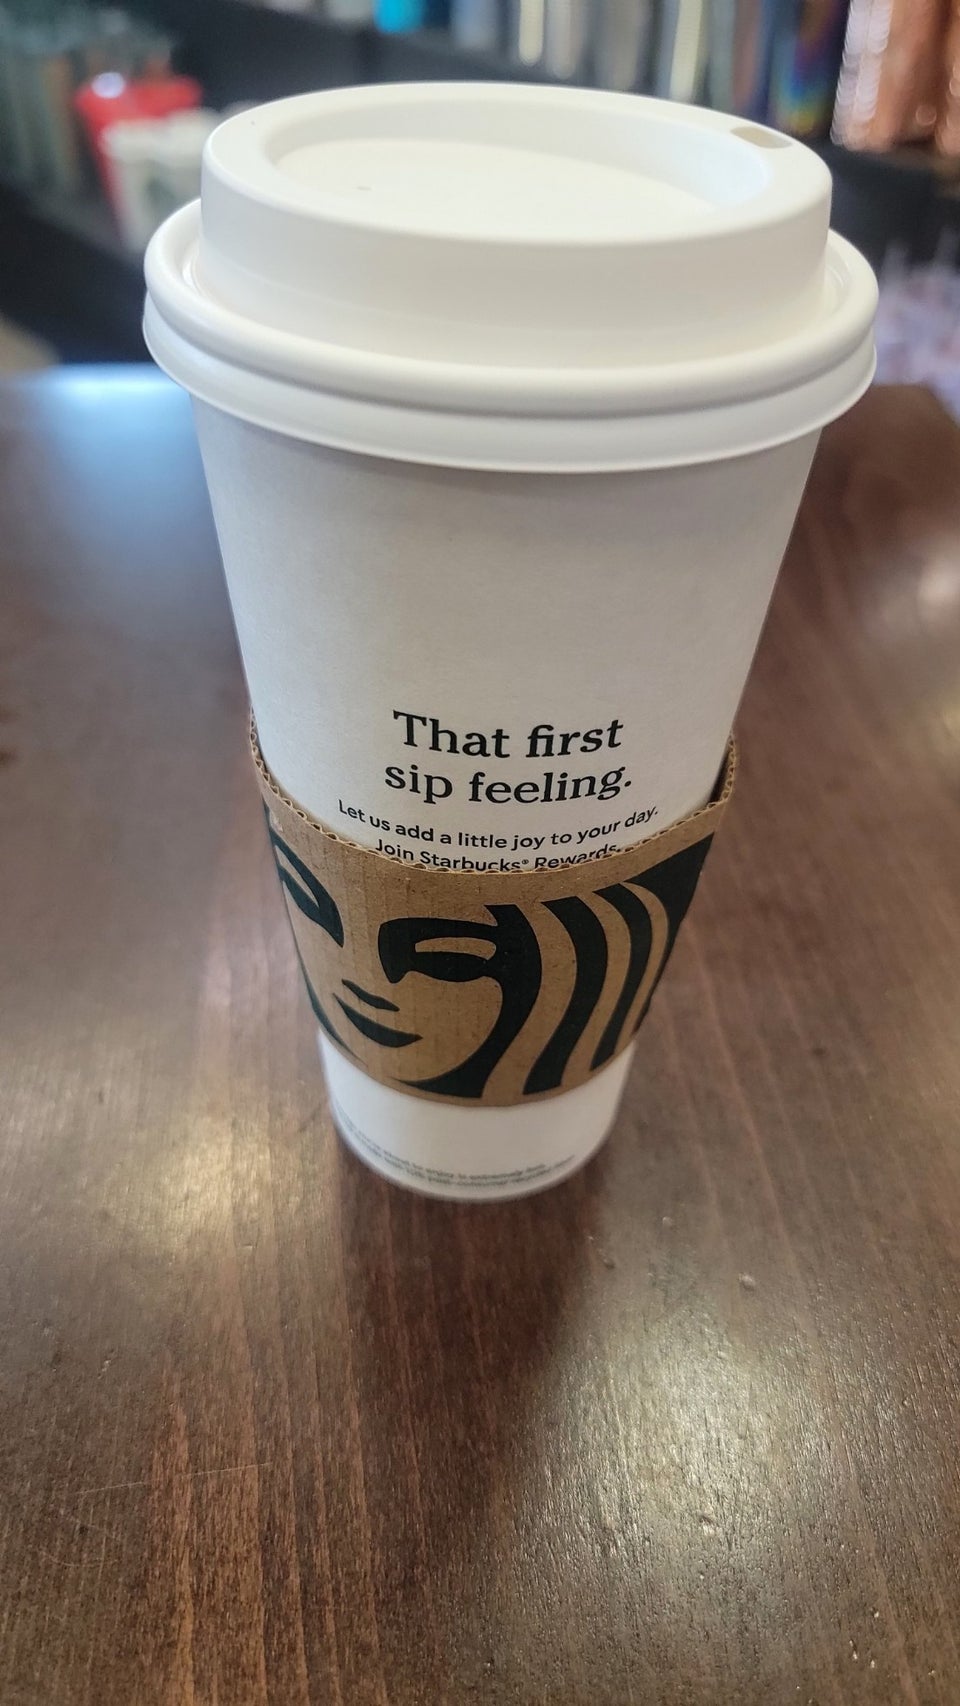 That first
sip feeling.
Let us add a little joy to your day.
Join Starbucks® Rewards.